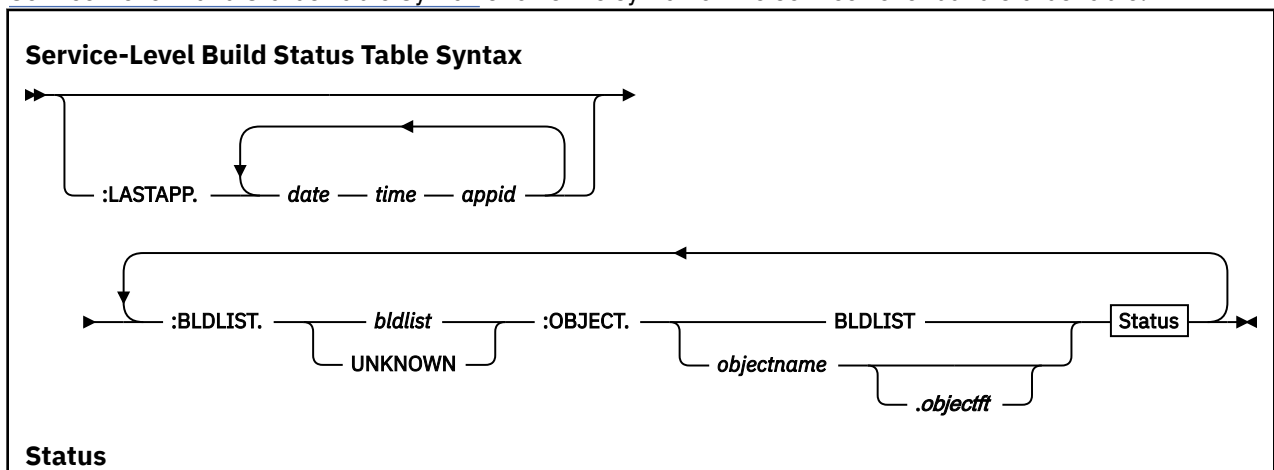 Service-Level Build Status Table Syntax
:LASTAPP. date time appid
:BLDLIST. bldlist :OBJECT. BLDLIST Status
UNKNOWN objectname
.objectft
Status